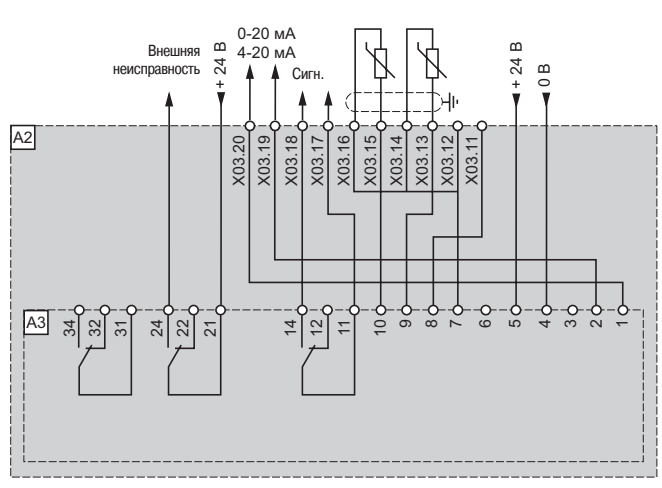 0-20 мА
4-20 мА
Внешняя
неисправность
+ 24 В
Сигн.
+ 24 В
0 В
A2
X03.20
X03.19
X03.18
X03.17
X03.16
X03.15
X03.14
X03.13
X03.12
X03.11
A3
34
32
31
24
22
21
14
12
11
10
9
8
7
6
5
4
3
2
1